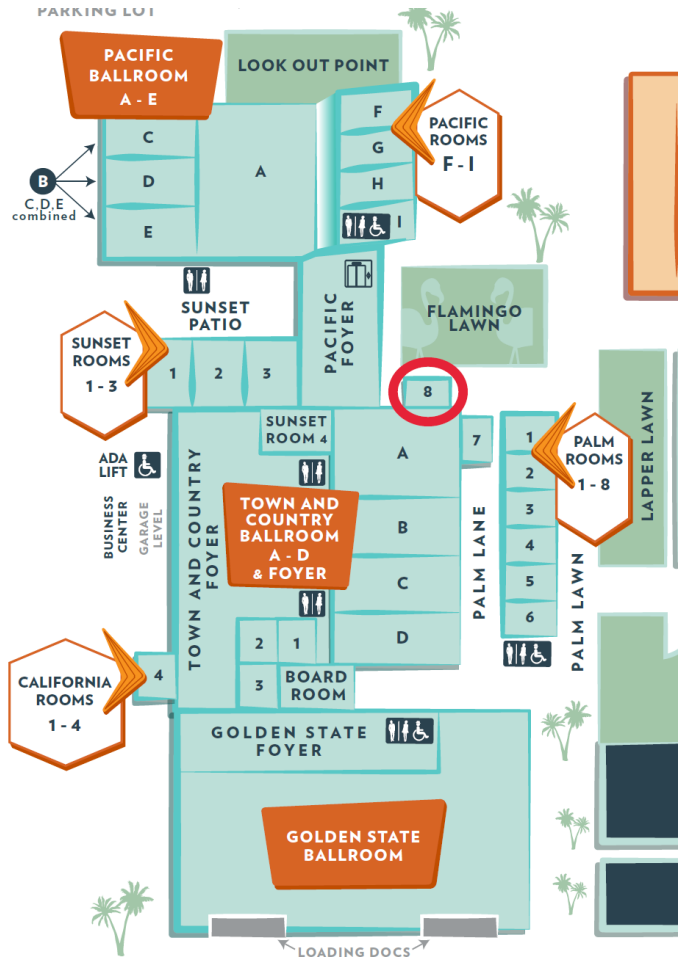 PARKING LOT
PACIFIC
BALLROOM
A - E
LOOK OUT POINT
F
G
H
I
PACIFIC
ROOMS
F - I
C
D
E
A
B
C,D,E
combined
SUNSET
PATIO
PACIFIC
FOYER
FLAMINGO
LAWN
SUNSET
ROOMS
1 - 3
1
2
3
8
SUNSET
ROOM 4
A
B
C
D
7
1
2
3
4
5
6
PALM
ROOMS
1 - 8
LAPPER LAWN
ADA
LIFT
BUSINESS
CENTER
GARAGE
LEVEL
TOWN AND COUNTRY
FOYER
TOWN AND
COUNTRY
BALLROOM
A - D
& FOYER
PALM LANE
PALM LAWN
2
1
3
BOARD
ROOM
4
CALIFORNIA
ROOMS
1 - 4
GOLDEN STATE
FOYER
GOLDEN STATE
BALLROOM
LOADING DOCS